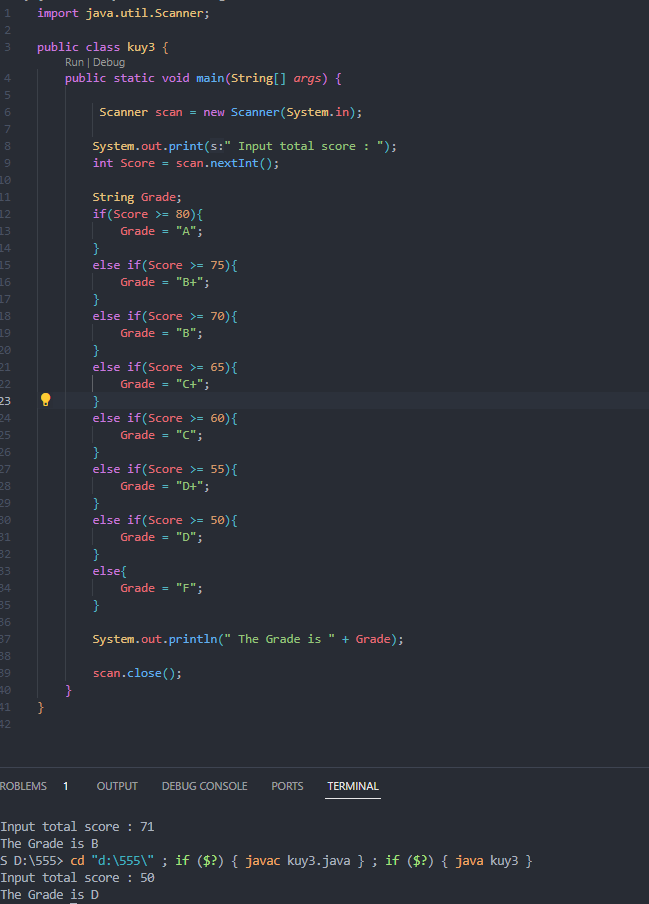 1 import java.util.Scanner;
2
3 public class kuy3 {
Run | Debug
4 public static void main(String[] args) {
5
6 Scanner scan = new Scanner(System.in);
7
8 System.out.print(s:" Input total score : ");
9 int Score = scan.nextInt();
10
11 String Grade;
12 if(Score >= 80){
13 Grade = "A";
14 }
15 else if(Score >= 75){
16 Grade = "B+";
17 }
18 else if(Score >= 70){
19 Grade = "B";
20 }
21 else if(Score >= 65){
22 Grade = "C+";
23 }
24 else if(Score >= 60){
25 Grade = "C";
26 }
27 else if(Score >= 55){
28 Grade = "D+";
29 }
30 else if(Score >= 50){
31 Grade = "D";
32 }
33 else{
34 Grade = "F";
35 }
36
37 System.out.println(" The Grade is " + Grade);
38
39 scan.close();
40 }
41 }
42
ROBLEMS 1 OUTPUT DEBUG CONSOLE PORTS TERMINAL
Input total score : 71
The Grade is B
S D:\555> cd "d:\555\" ; if ($?) { javac kuy3.java } ; if ($?) { java kuy3 }
Input total score : 50
The Grade is D